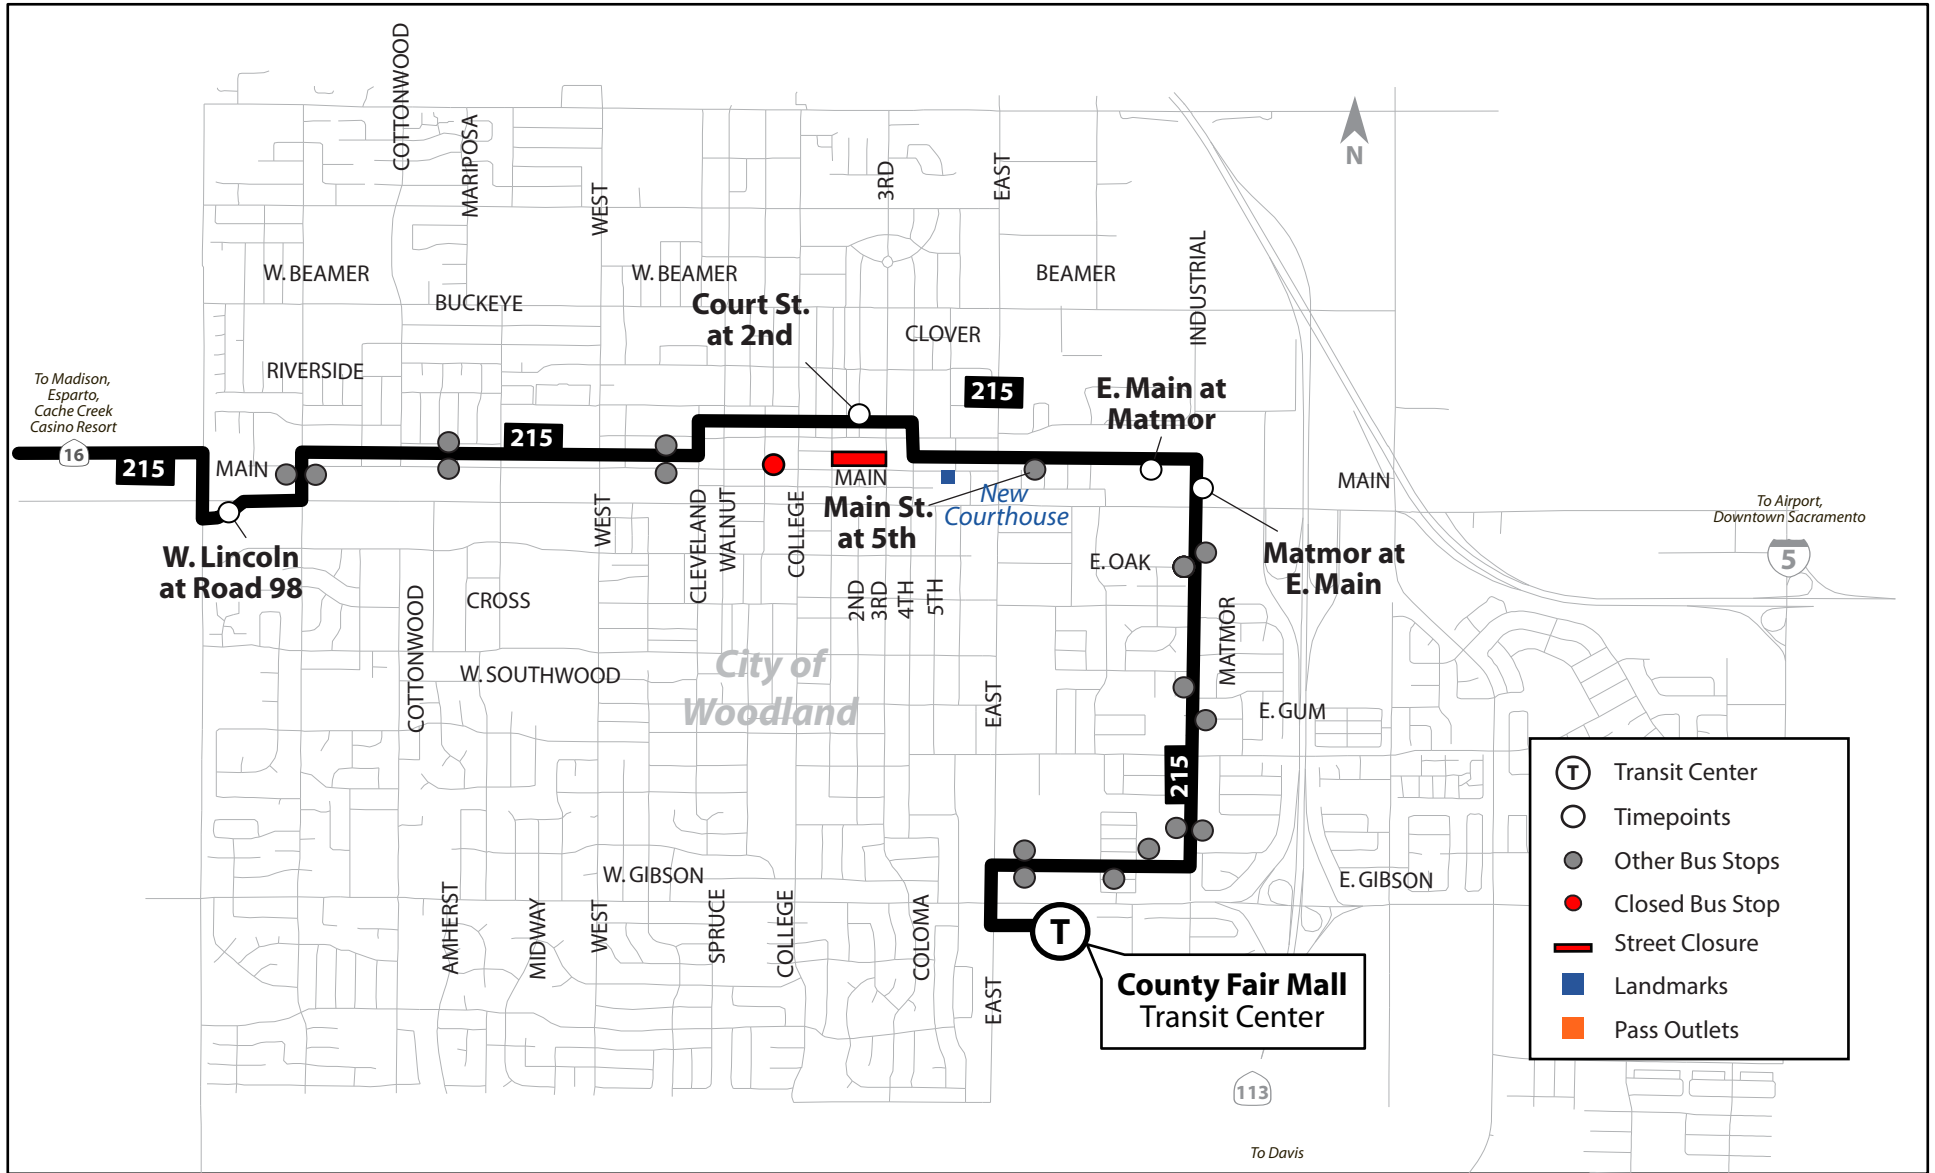 COTTONWOOD
MARIPOSA
WEST
3RD
EAST
N
INDUSTRIAL
W. BEAMER
W. BEAMER
BEAMER
BUCKEYE
Court St.
at 2nd
CLOVER
RIVERSIDE
To Madison,
Esparto,
Cache Creek
Casino Resort
16
215
MAIN
215
215
E. Main at
Matmor
MAIN
MAIN
Main St.
at 5th
New
Courthouse
To Airport,
Downtown Sacramento
5
W. Lincoln
at Road 98
WEST
CLEVELAND
WALNUT
COLLEGE
E. OAK
Matmor at
E. Main
COTTONWOOD
CROSS
2ND
3RD
4TH
5TH
MATMOR
W. SOUTHWOOD
City of
Woodland
EAST
E. GUM
215
W. GIBSON
E. GIBSON
AMHERST
MIDWAY
WEST
SPRUCE
COLLEGE
COLOMA
EAST
T
County Fair Mall
Transit Center
T Transit Center
Timepoints
Other Bus Stops
Closed Bus Stop
Street Closure
Landmarks
Pass Outlets
113
To Davis